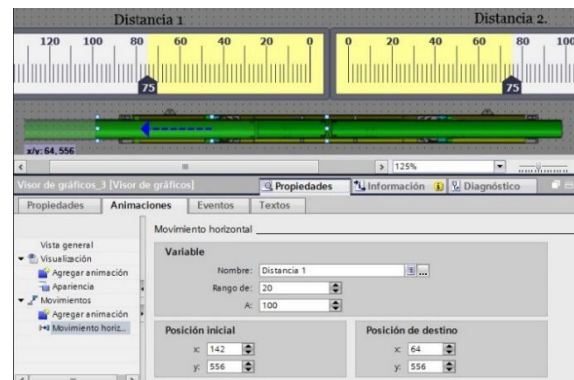 Distancia 1
Distancia 2.
120 100 80 60 40 20 0
0 20 40 60 80 100
75
75
x/y: 64, 556
125%
Visor de gráficos_3 [Visor de gráficos]
Propiedades
Información
Diagnóstico
Propiedades
Animaciones
Eventos
Textos
Movimiento horizontal
Vista general
Visualización
Agregar animación
Apariencia
Movimientos
Agregar animación
Movimiento horiz...
Variable
Nombre: Distancia 1
...
Rango de: 20
A: 100
Posición inicial
x: 142
y: 556
Posición de destino
x: 64
y: 556